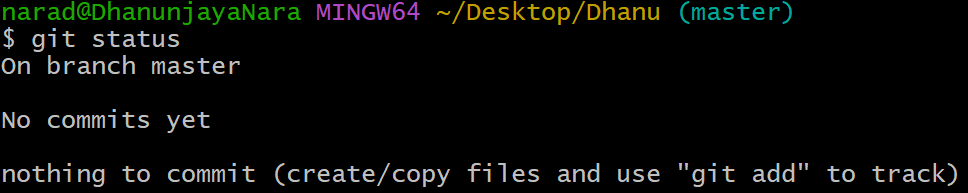 narad@DhanunjayaNara MINGW64 ~/Desktop/Dhanu (master)
$ git status
On branch master
No commits yet
nothing to commit (create/copy files and use "git add" to track)